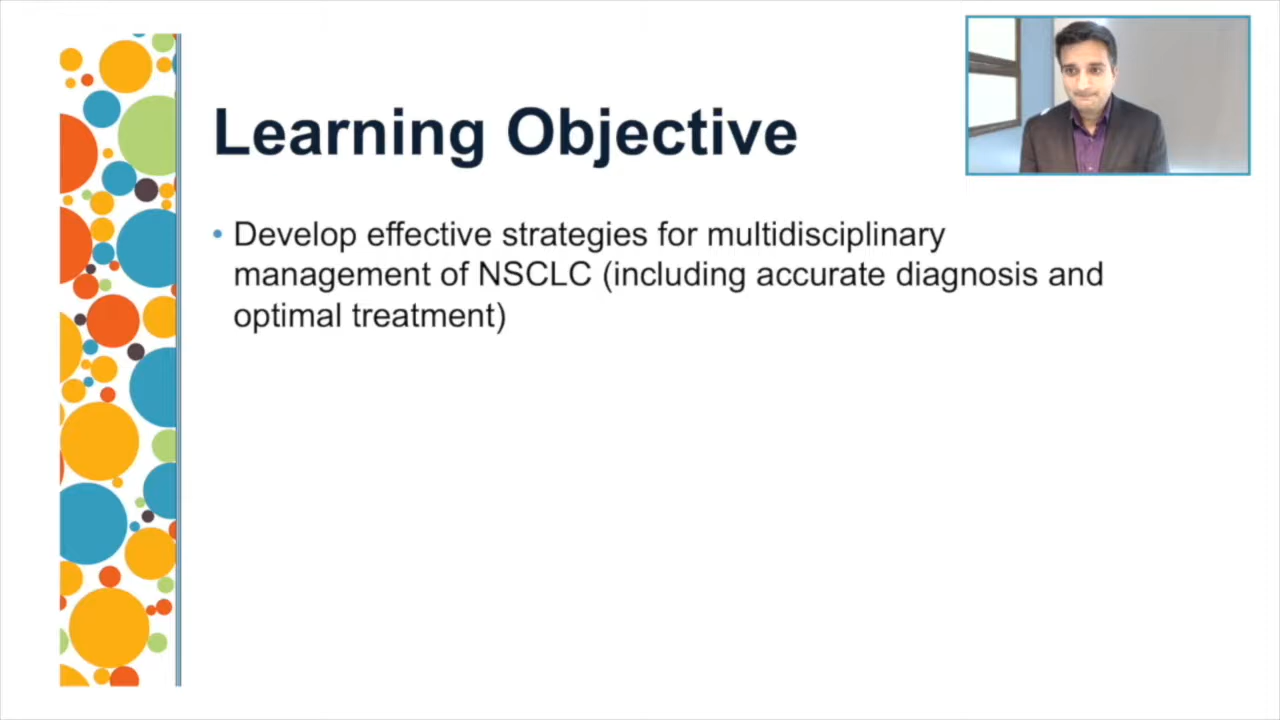 Learning Objective
• Develop effective strategies for multidisciplinary
management of NSCLC (including accurate diagnosis and
optimal treatment)